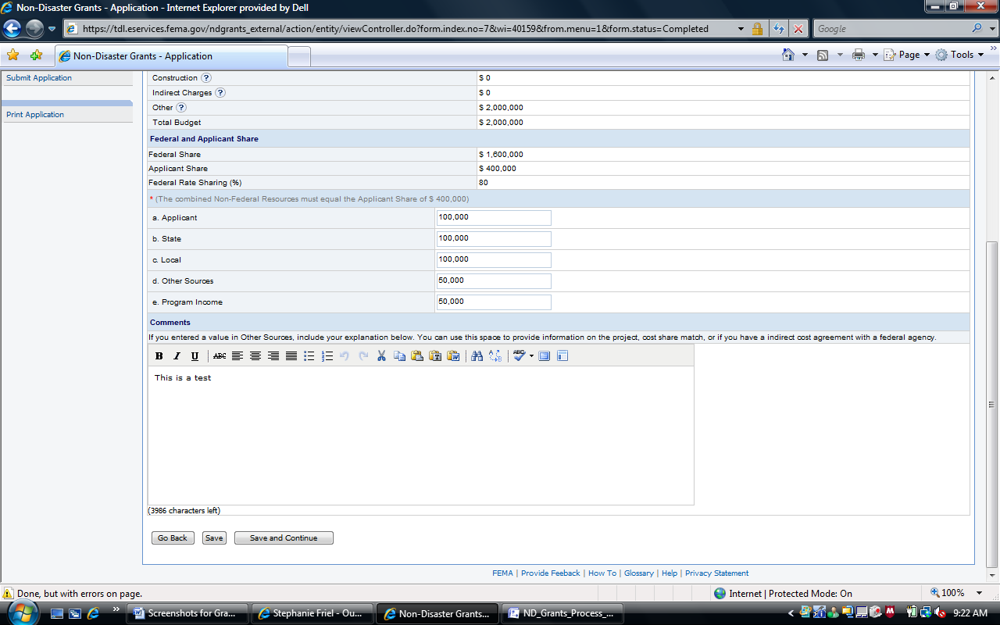 Non-Disaster Grants - Application - Internet Explorer provided by Dell
https://tdl.eservices.fema.gov/ndgrants_external/action/entity/viewController.do?form.index.no=7&wi=40159&from.menu=1&form.status=Completed
Google
Non-Disaster Grants - Application
Page
Tools
Submit Application
Print Application
Construction ? $ 0
Indirect Charges ? $ 0
Other ? $ 2,000,000
Total Budget $ 2,000,000
Federal and Applicant Share
Federal Share $ 1,600,000
Applicant Share $ 400,000
Federal Rate Sharing (%) 80
* (The combined Non-Federal Resources must equal the Applicant Share of $ 400,000)
a. Applicant 100,000
b. State 100,000
c. Local 100,000
d. Other Sources 50,000
e. Program Income 50,000
Comments
If you entered a value in Other Sources, include your explanation below. You can use this space to provide information on the project, cost share match, or if you have a indirect cost agreement with a federal agency.
B I U ABC
This is a test
(3986 characters left)
Go Back Save Save and Continue
FEMA | Provide Feeback | How To | Glossary | Help | Privacy Statement
Done, but with errors on page.
Internet | Protected Mode: On
100%
Screenshots for Gra...
Stephanie Friel - Ou...
Non-Disaster Grants...
ND_Grants_Process_...
9:22 AM